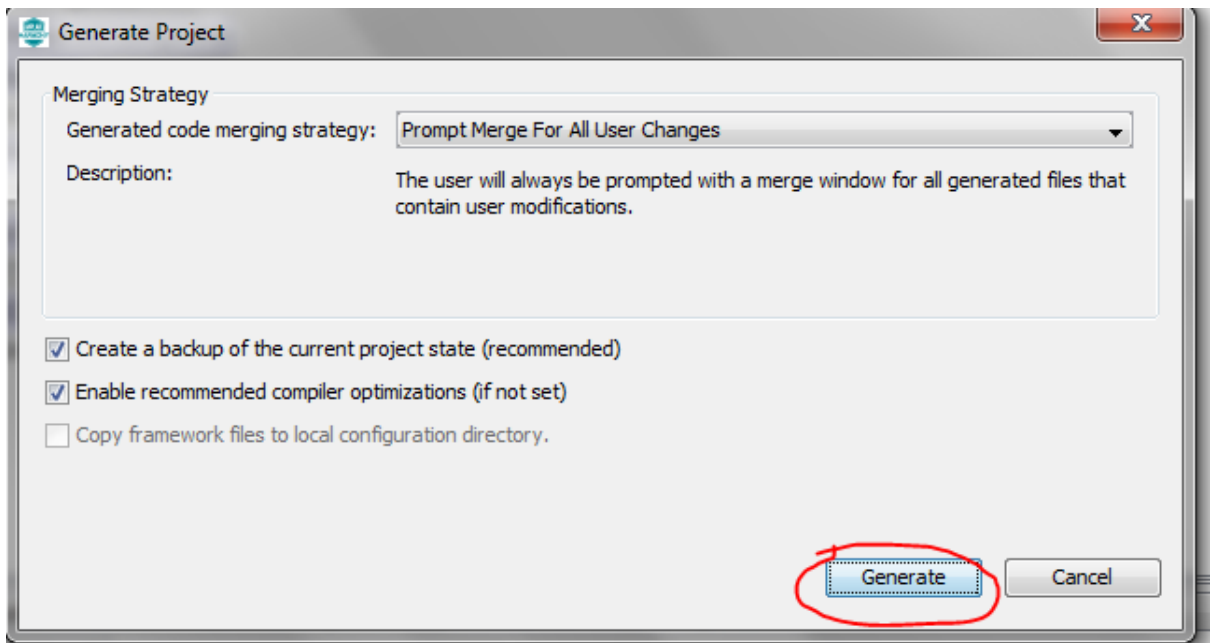 Generate Project
Merging Strategy
Generated code merging strategy: Prompt Merge For All User Changes
Description: The user will always be prompted with a merge window for all generated files that
contain user modifications.
Create a backup of the current project state (recommended)
Enable recommended compiler optimizations (if not set)
Copy framework files to local configuration directory.
Generate Cancel